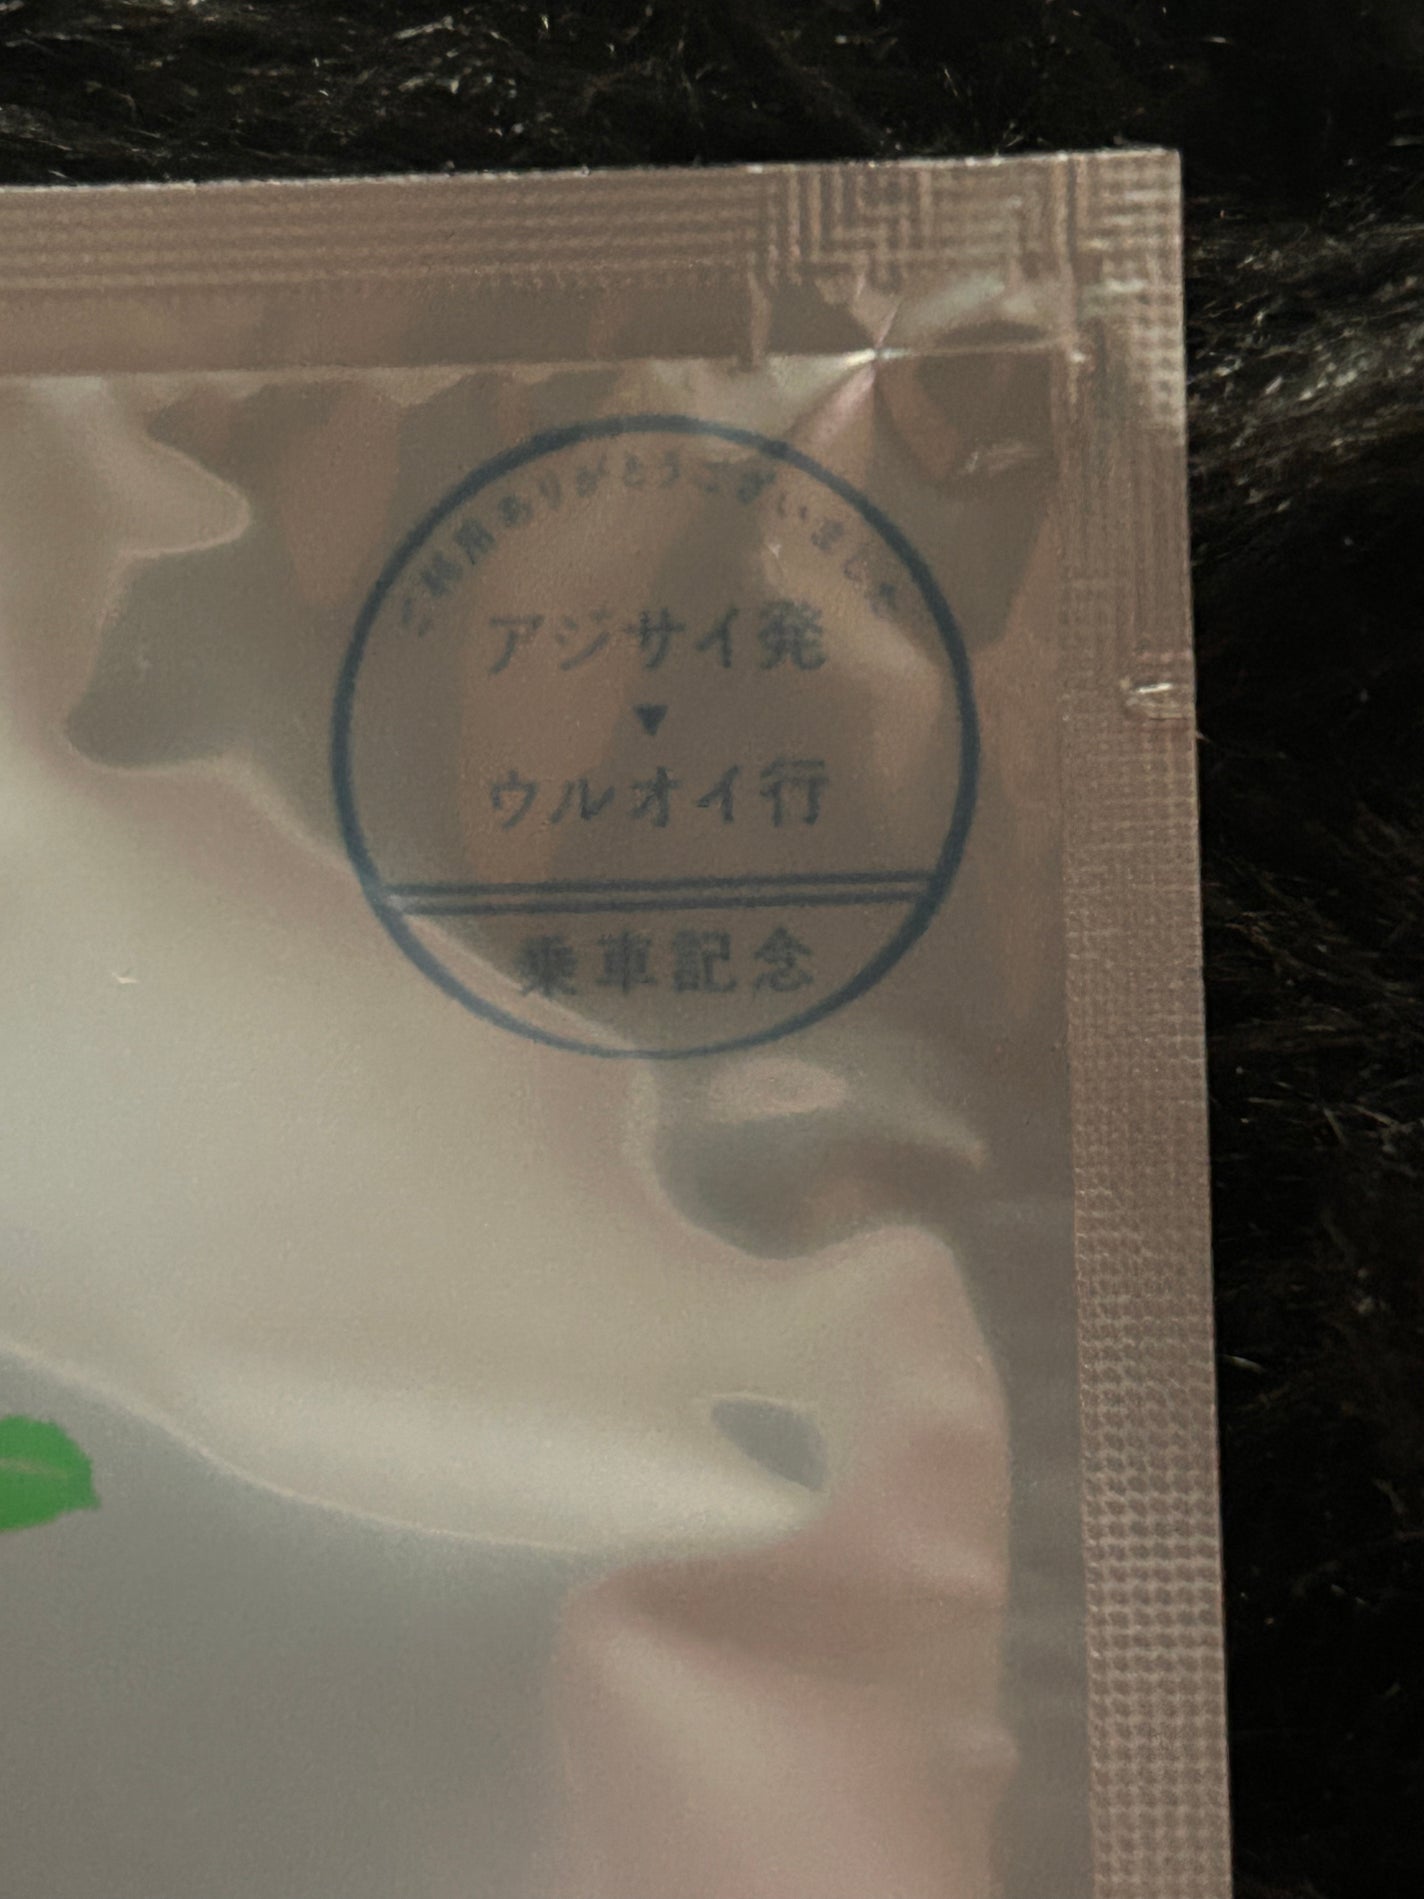 ご利用ありがとうございました
アジサイ発
▼
ウルオイ行
乗車記念